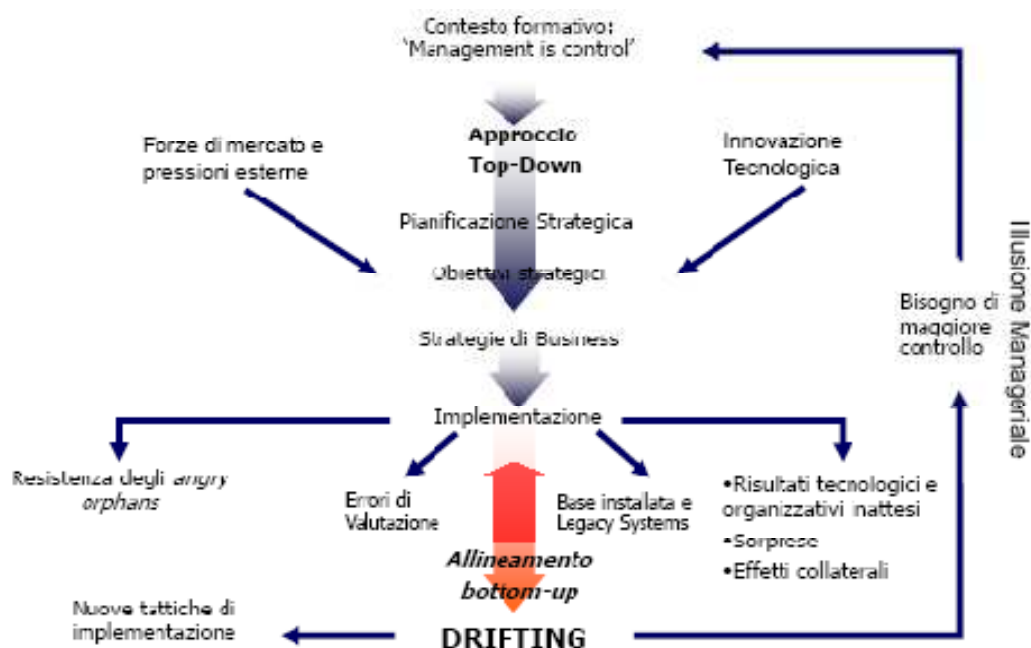 Contesto formativo:
'Management is control'
Approccio
Top-Down
Forze di mercato e
pressioni esterne
Innovazione
Tecnologica
Pianificazione Strategica
Obiettivi strategici
Strategie di Business
Bisogno di
maggiore
controllo
Illusione Manageriale
Implementazione
Resistenza degli angry
orphans
Errori di
Valutazione
Base installata e
Legacy Systems
•Risultati tecnologici e
organizzativi inattesi
•Sorprese
•Effetti collaterali
Allineamento
bottom-up
Nuove tattiche di
implementazione
DRIFTING